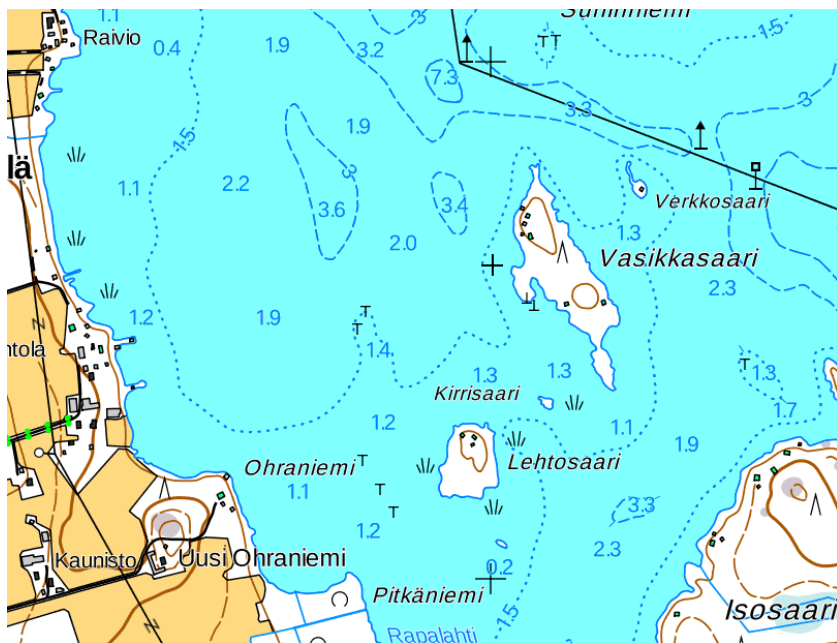 Suninniemi
1.1
Raivio
0.4
1.9
3.2
3
1.5
7.3
3
3.3
1.5
1.9
lä
1.1
2.2
3
3.6
3.4
Verkkosaari
1.3
2.0
Vasikkasaari
2.3
1.2
1.9
1.4
ntola
1.3
1.3
1.3
Kirrisaari
1.7
1.2
1.1
1.9
Ohraniemi
Lehtosaari
1.1
3.3
1.2
2.3
Kaunisto
Uusi Ohraniemi
0.2
Pitkäniemi
1.5
Isosaari
Rapalahti